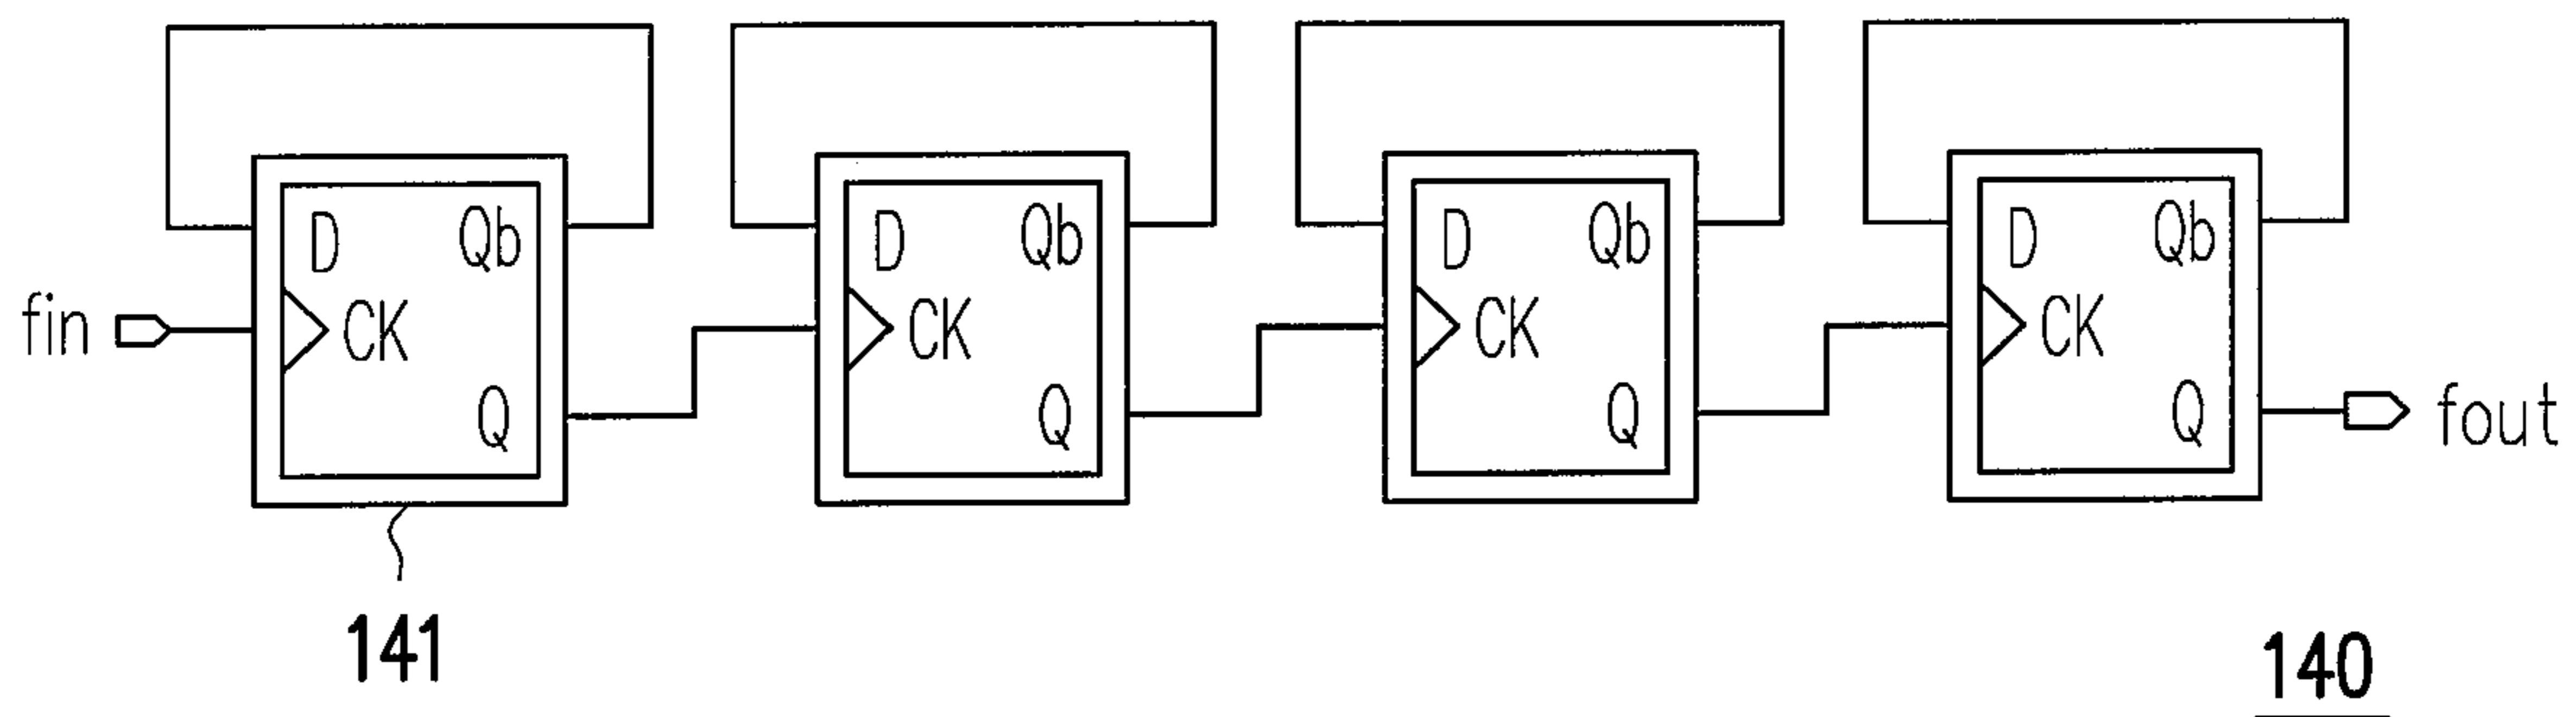 D Qb D Qb D Qb D Qb
fin CK CK CK CK
Q Q Q Q fout
141
140